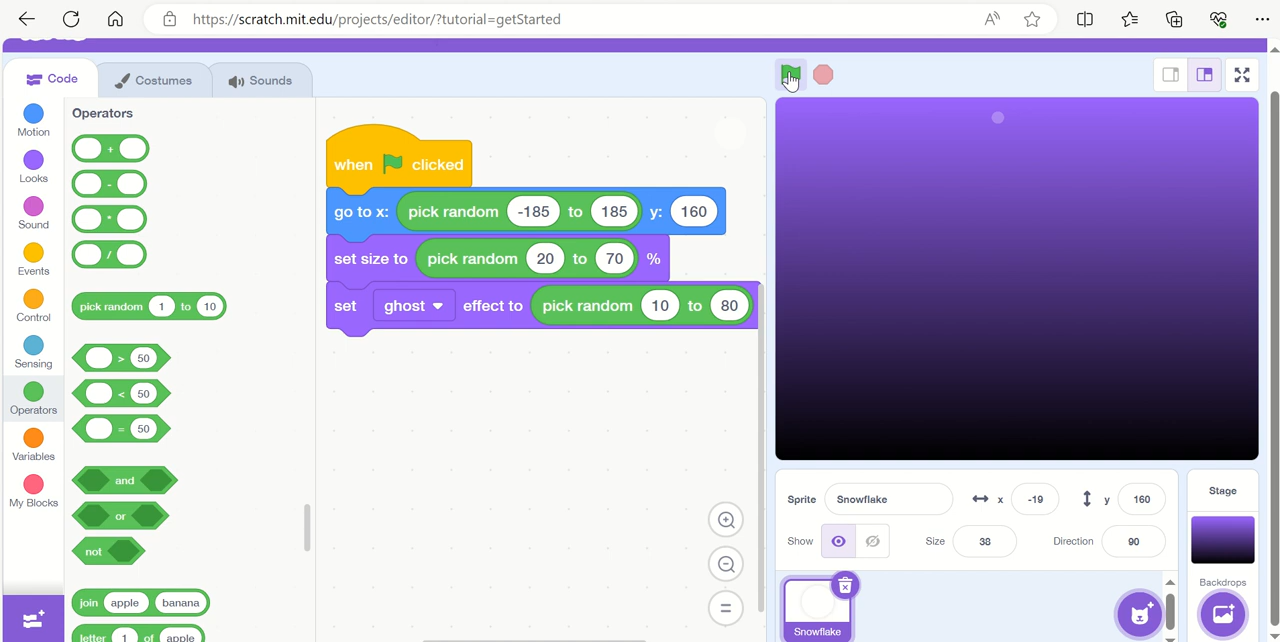 https://scratch.mit.edu/projects/editor/?tutorial=getStarted
Code
Costumes
Sounds
Motion
Looks
Sound
Events
Control
Sensing
Operators
Variables
My Blocks
Operators
+
-
*
/
pick random 1 to 10
> 50
< 50
= 50
and
or
not
join apple banana
letter 1 of apple
when clicked
go to x: pick random -185 to 185 y: 160
set size to pick random 20 to 70 %
set ghost effect to pick random 10 to 80
Sprite Snowflake x -19 y 160
Show Size 38 Direction 90
Snowflake
Stage
Backdrops